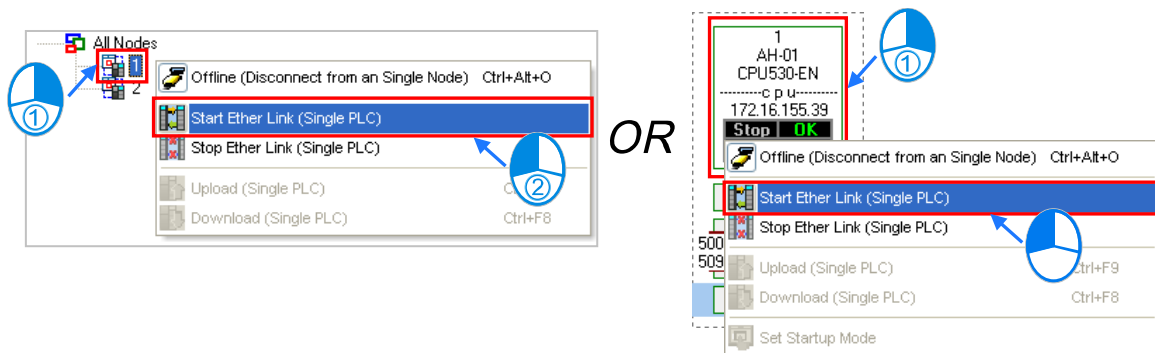 All Nodes
1
2
①
Offline (Disconnect from an Single Node) Ctrl+Alt+O
Start Ether Link (Single PLC)
Stop Ether Link (Single PLC)
②
Upload (Single PLC)
Download (Single PLC) Ctrl+F8
OR
1
AH-01
CPU530-EN
---------c p u---------
172.16.155.39
Stop OK
①
Offline (Disconnect from an Single Node) Ctrl+Alt+O
Start Ether Link (Single PLC)
Stop Ether Link (Single PLC)
500
509
Upload (Single PLC) Ctrl+F9
Download (Single PLC) Ctrl+F8
Set Startup Mode